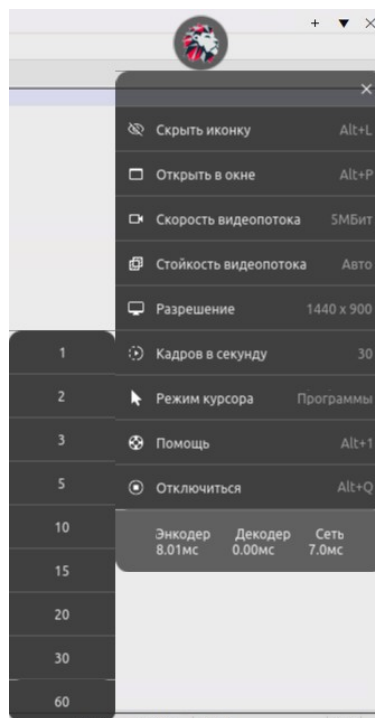 Скрыть иконку Alt+L
Открыть в окне Alt+P
Скорость видеопотока 5МБит
Стойкость видеопотока Авто
Разрешение 1440 x 900
Кадров в секунду 30
Режим курсора Программы
Помощь Alt+1
Отключиться Alt+Q
Энкодер Декодер Сеть
8.01мс 0.00мс 7.0мс
1
2
3
5
10
15
20
30
60